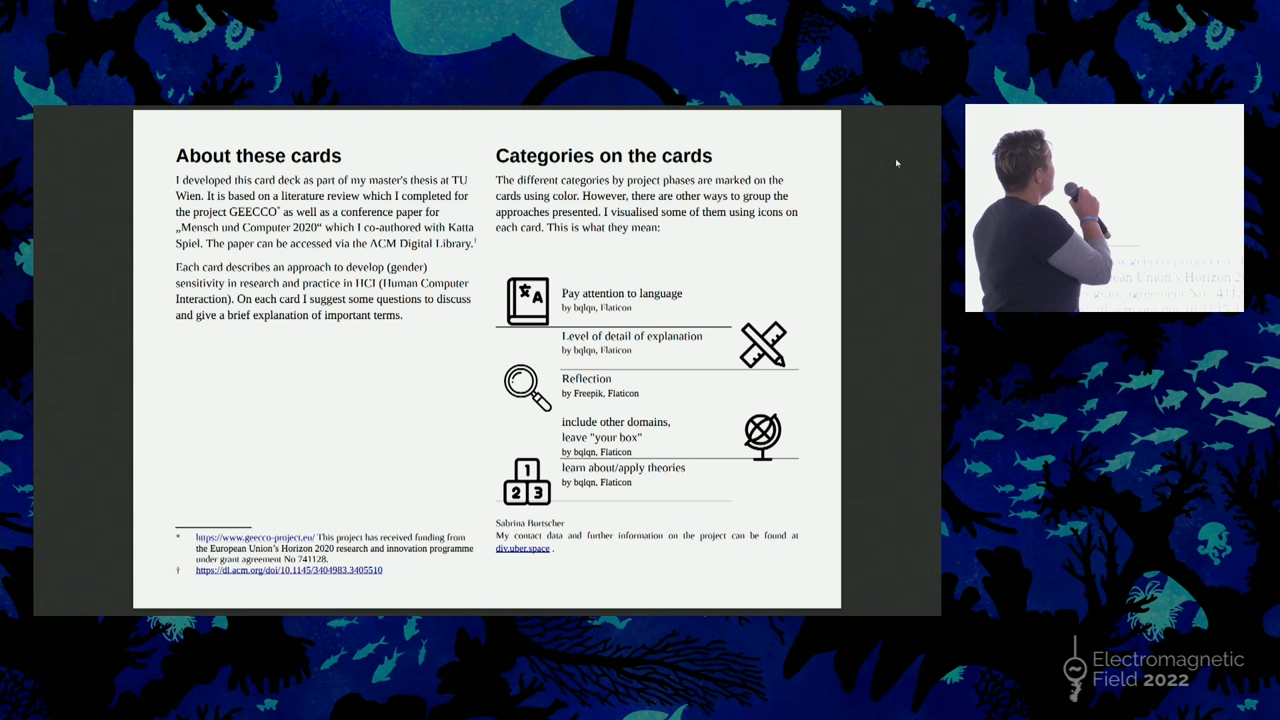 About these cards
I developed this card deck as part of my master's thesis at TU
Wien. It is based on a literature review which I completed for
the project GEECCO* as well as a conference paper for
„Mensch und Computer 2020“ which I co-authored with Katta
Spiel. The paper can be accessed via the ACM Digital Library.†
Each card describes an approach to develop (gender)
sensitivity in research and practice in HCI (Human Computer
Interaction). On each card I suggest some questions to discuss
and give a brief explanation of important terms.
* https://www.geecco-project.eu/ This project has received funding from
the European Union's Horizon 2020 research and innovation programme
under grant agreement No 741128.
† https://dl.acm.org/doi/10.1145/3404983.3405510
Categories on the cards
The different categories by project phases are marked on the
cards using color. However, there are other ways to group the
approaches presented. I visualised some of them using icons on
each card. This is what they mean:
A
Pay attention to language
by bqlqn, Flaticon
Level of detail of explanation
by bqlqn, Flaticon
Reflection
by Freepik, Flaticon
include other domains,
leave "your box"
by bqlqn, Flaticon
1
2 3
learn about/apply theories
by bqlqn, Flaticon
Sabrina Burtscher
My contact data and further information on the project can be found at
div.uber.space .
Union's Horizon 2
Electromagnetic
Field 2022